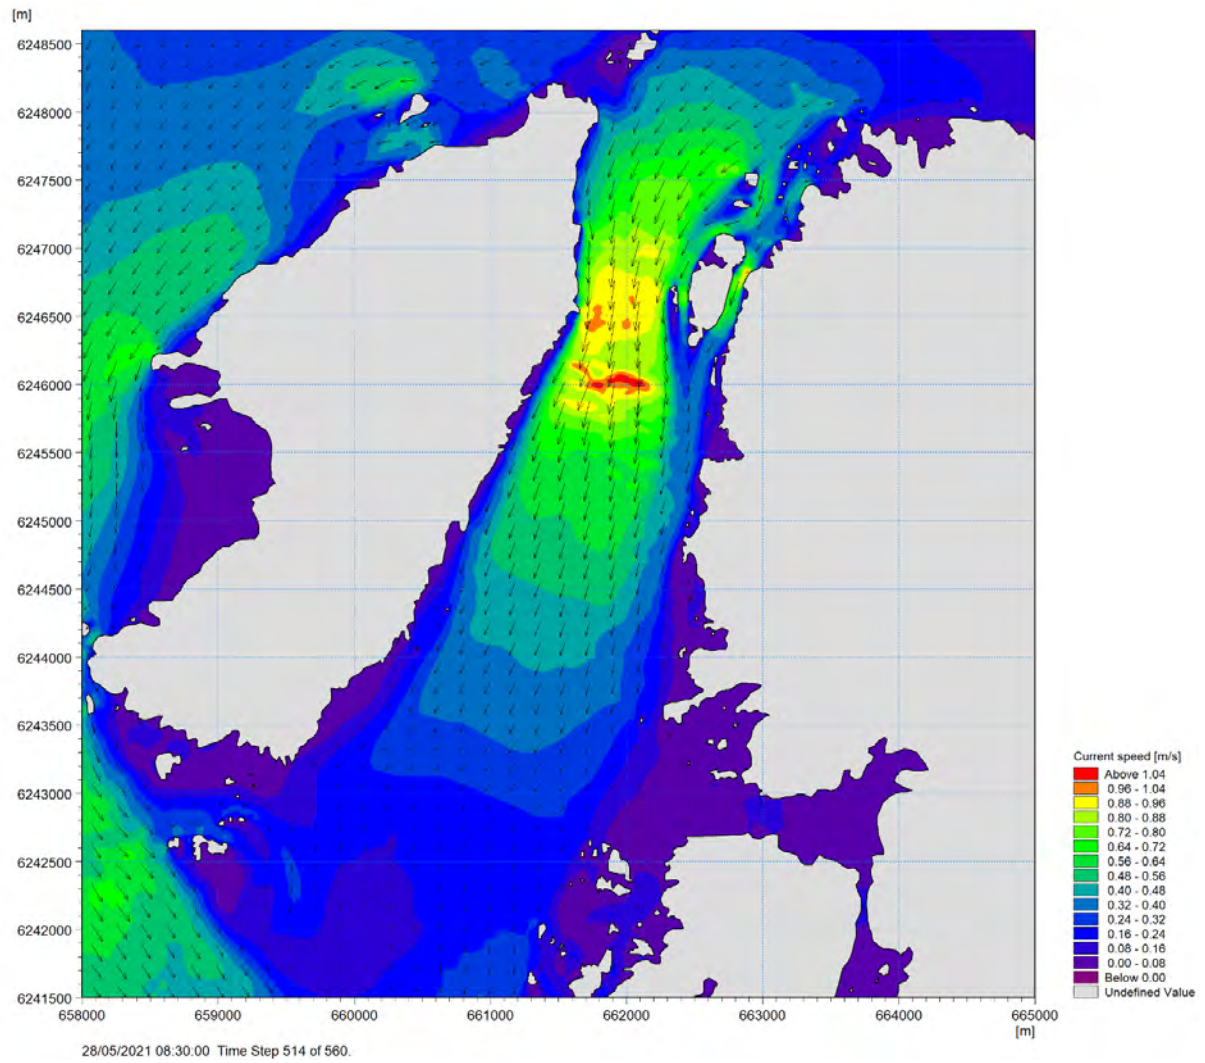 [m]
6248500
6248000
6247500
6247000
6246500
6246000
6245500
6245000
6244500
6244000
6243500
6243000
6242500
6242000
6241500
658000 659000 660000 661000 662000 663000 664000 665000
[m]
Current speed [m/s]
Above 1.04
0.96 - 1.04
0.88 - 0.96
0.80 - 0.88
0.72 - 0.80
0.64 - 0.72
0.56 - 0.64
0.48 - 0.56
0.40 - 0.48
0.32 - 0.40
0.24 - 0.32
0.16 - 0.24
0.08 - 0.16
0.00 - 0.08
Below 0.00
Undefined Value
28/05/2021 08:30:00 Time Step 514 of 560.